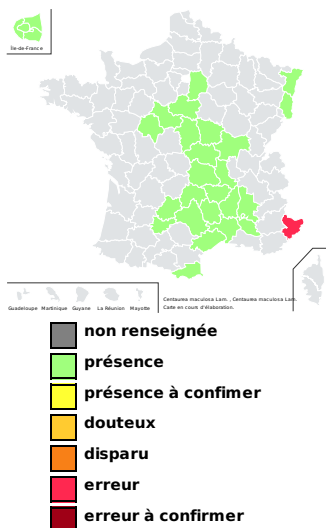 Île-de-France
Guadeloupe Martinique Guyane La Réunion Mayotte
Centaurea maculosa Lam. , Centaurea maculosa Lam.
Carte en cours d'élaboration.
non renseignée
présence
présence à confimer
douteux
disparu
erreur
erreur à confirmer